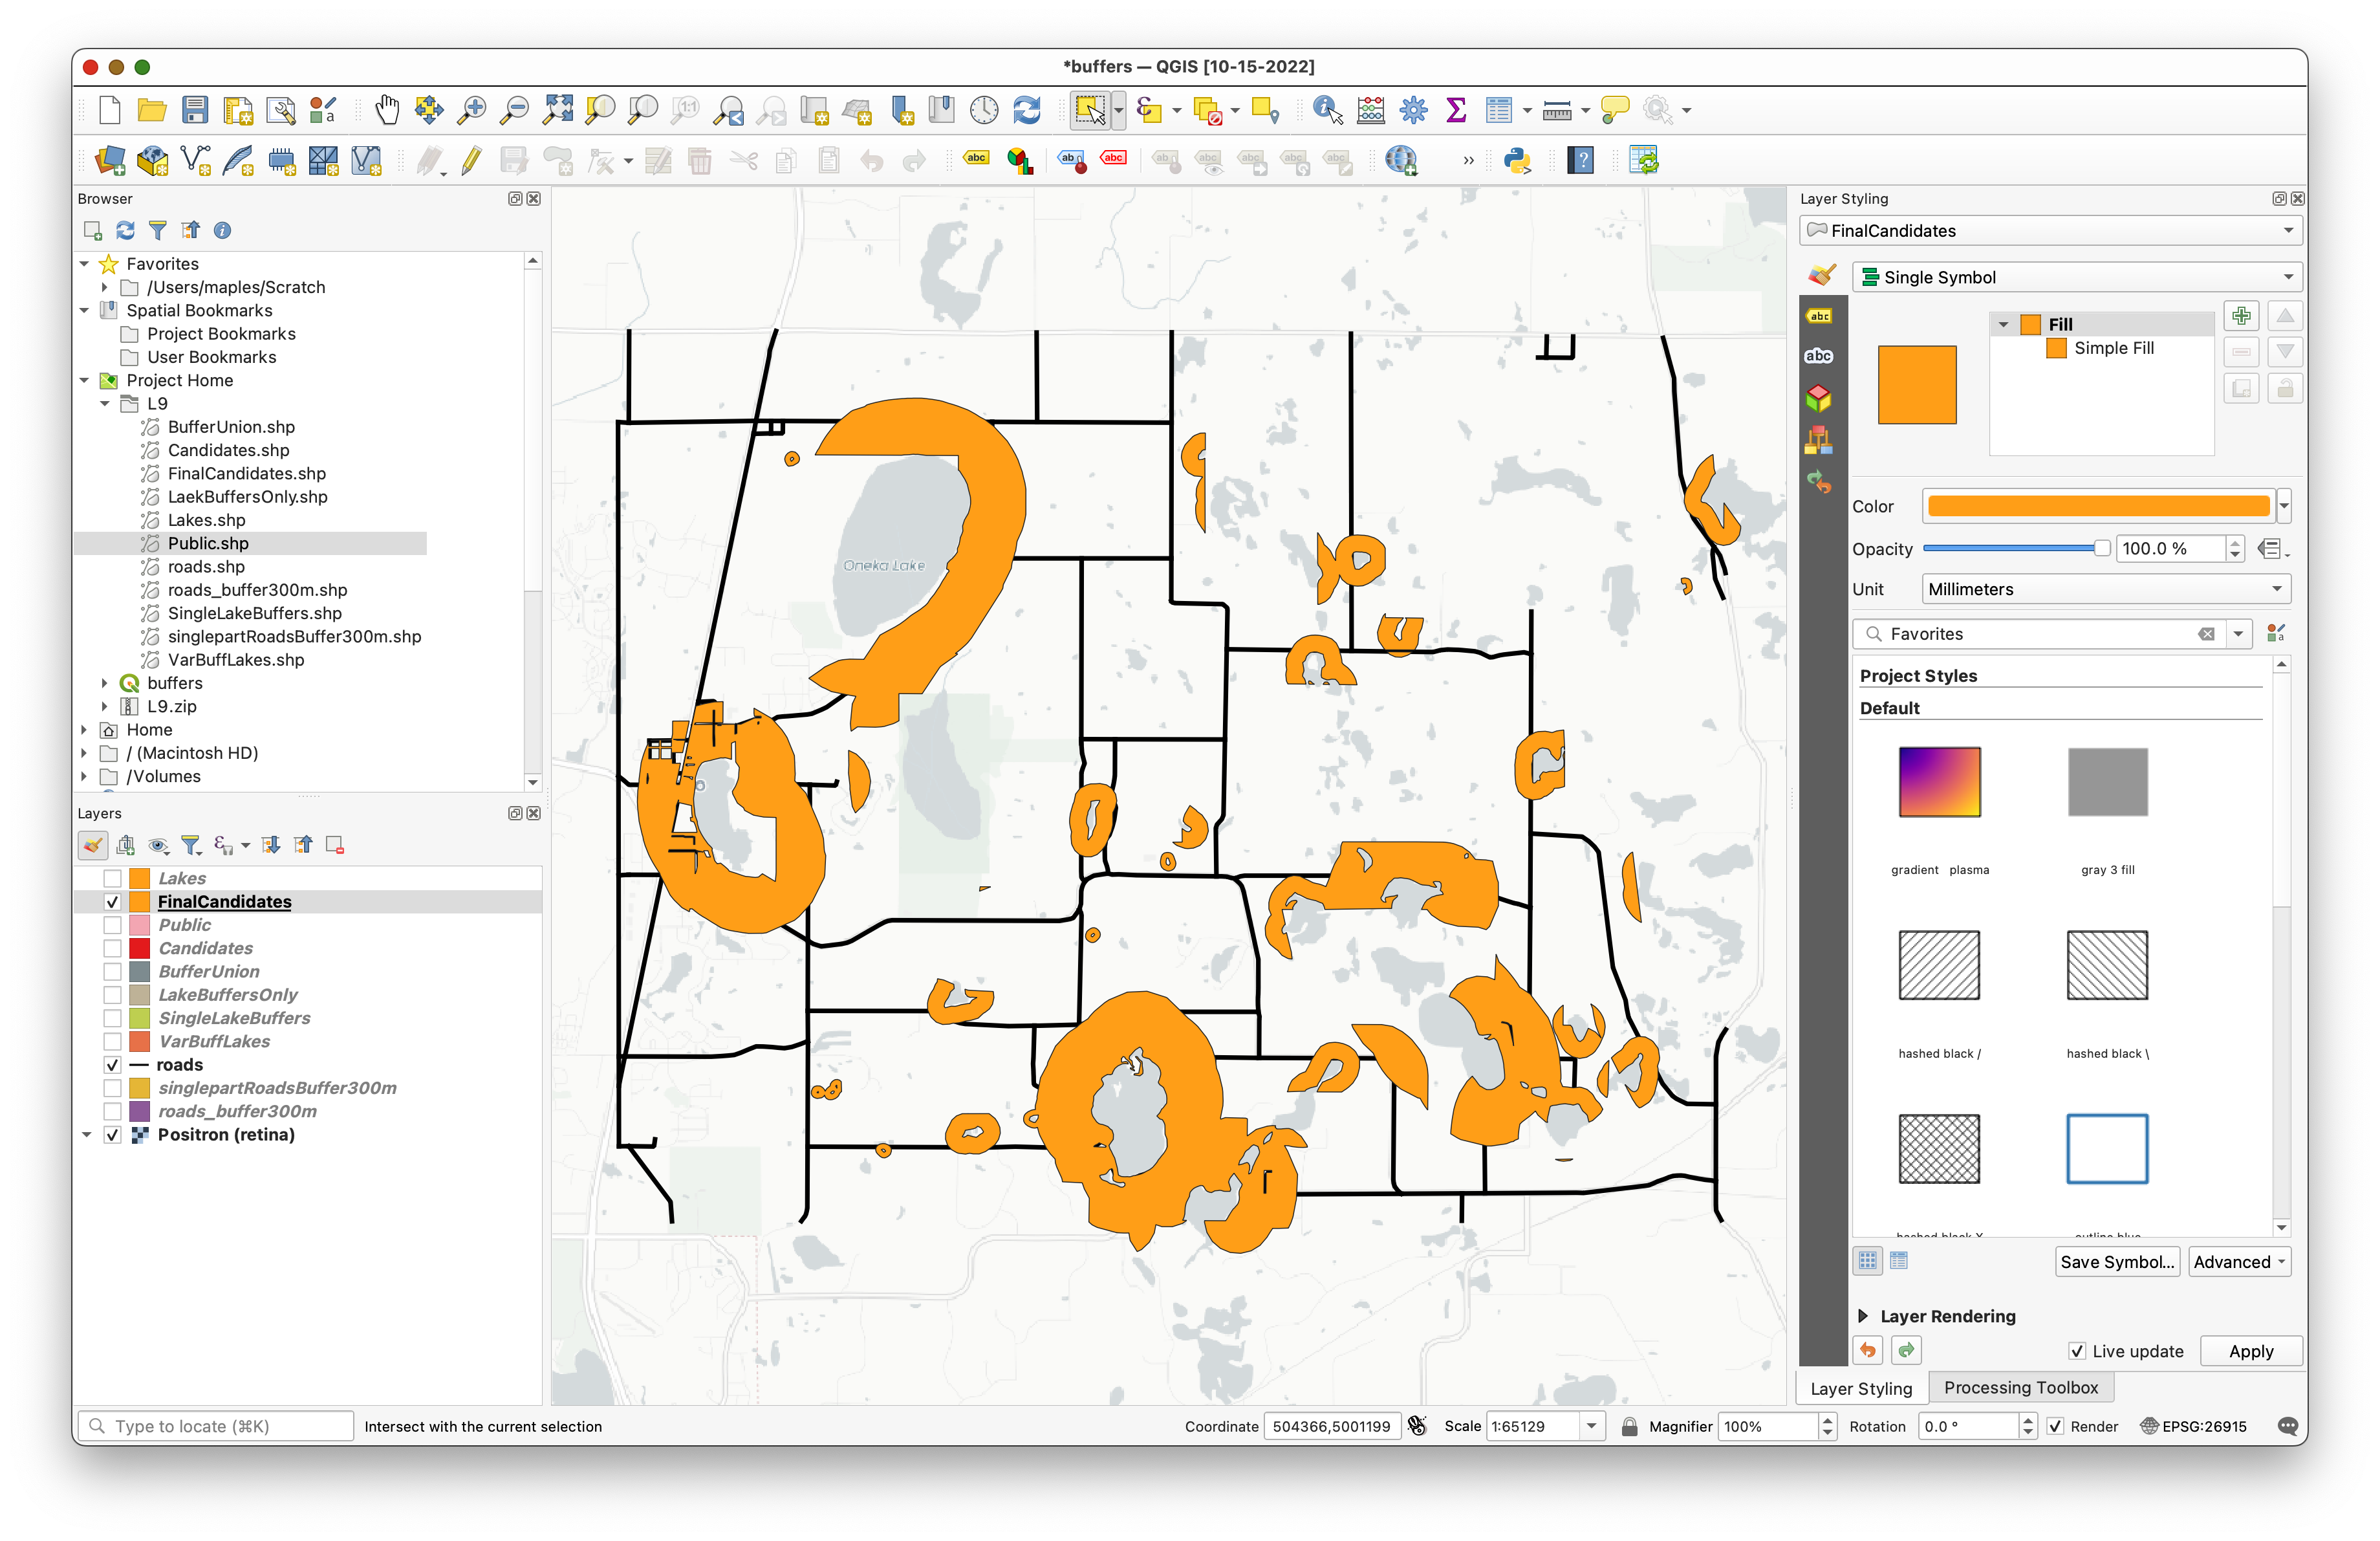 *buffers — QGIS [10-15-2022]
Browser
Favorites
/Users/maples/Scratch
Spatial Bookmarks
Project Bookmarks
User Bookmarks
Project Home
L9
BufferUnion.shp
Candidates.shp
FinalCandidates.shp
LaekBuffersOnly.shp
Lakes.shp
Public.shp
roads.shp
roads_buffer300m.shp
SingleLakeBuffers.shp
singlepartRoadsBuffer300m.shp
VarBuffLakes.shp
buffers
L9.zip
Home
/ (Macintosh HD)
/Volumes
Layers
Lakes
FinalCandidates
Public
Candidates
BufferUnion
LakeBuffersOnly
SingleLakeBuffers
VarBuffLakes
roads
singlepartRoadsBuffer300m
roads_buffer300m
Positron (retina)
Oneka Lake
Layer Styling
FinalCandidates
Single Symbol
Fill
Simple Fill
Color
Opacity 100.0 %
Unit Millimeters
Favorites
Project Styles
Default
gradient plasma
gray 3 fill
hashed black /
hashed black \
hashed black X
outline blue
Save Symbol...
Advanced
Layer Rendering
Live update
Apply
Layer Styling
Processing Toolbox
Type to locate (⌘K)
Intersect with the current selection
Coordinate 504366,5001199
Scale 1:65129
Magnifier 100%
Rotation 0.0 °
Render
EPSG:26915